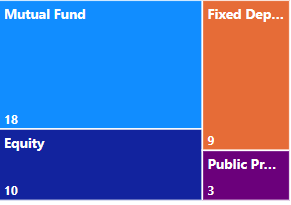 Mutual Fund
18
Equity
10
Fixed Dep...
9
Public Pr...
3